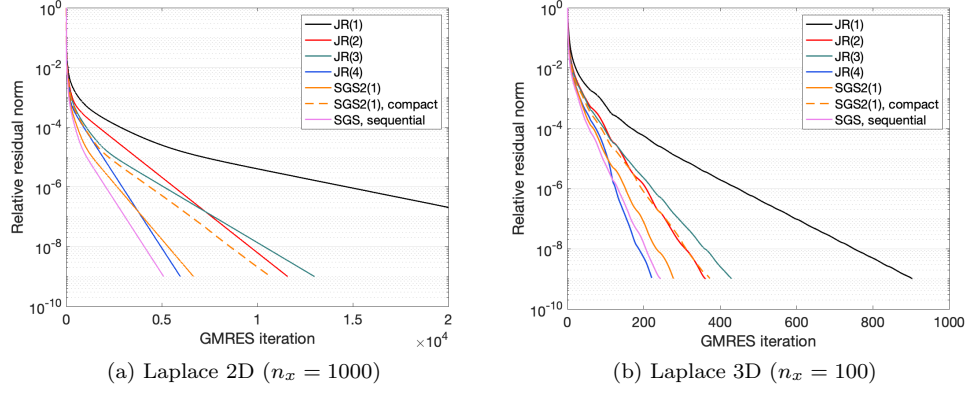 10^0
10^-2
10^-4
10^-6
10^-8
10^-10
Relative residual norm
0 0.5 1 1.5 2
GMRES iteration
×10^4
JR(1)
JR(2)
JR(3)
JR(4)
SGS2(1)
SGS2(1), compact
SGS, sequential
(a) Laplace 2D (n_x = 1000)
10^0
10^-2
10^-4
10^-6
10^-8
10^-10
Relative residual norm
0 200 400 600 800 1000
GMRES iteration
JR(1)
JR(2)
JR(3)
JR(4)
SGS2(1)
SGS2(1), compact
SGS, sequential
(b) Laplace 3D (n_x = 100)